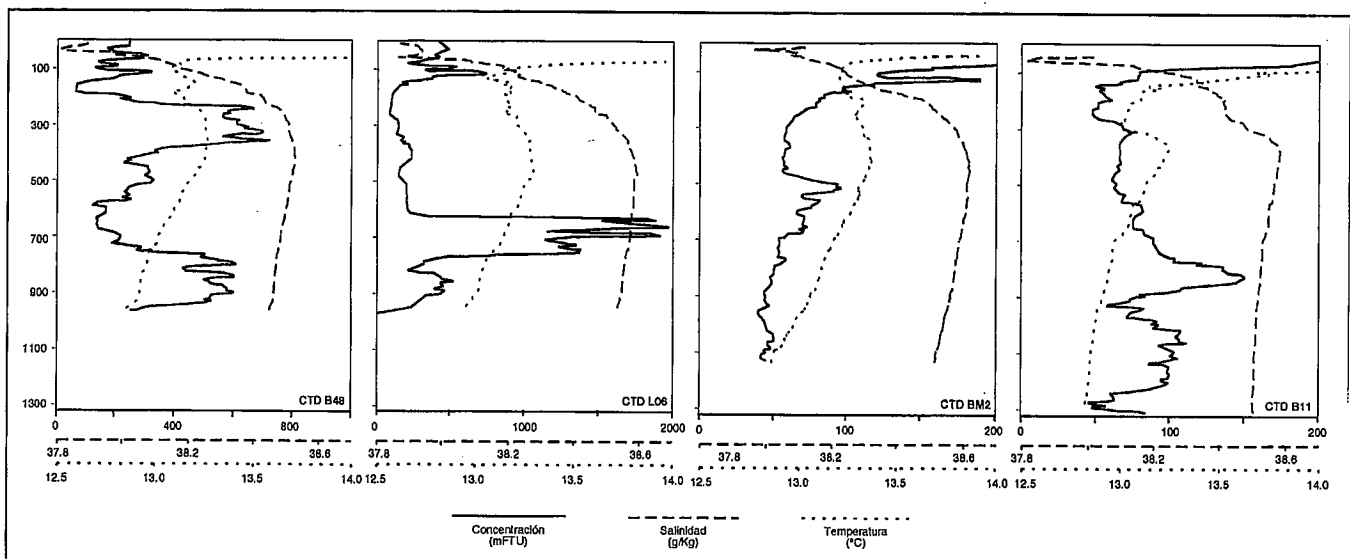 100
300
500
700
900
1100
1300
CTD B48
CTD L06
CTD BM2
CTD B11
0 400 800 1000 2000 0 100 200 0 100 200
37.8 38.2 38.6 37.8 38.2 38.6 37.8 38.2 38.6 37.8 38.2 38.6
12.5 13.0 13.5 14.0 12.5 13.0 13.5 14.0 12.5 13.0 13.5 14.0 12.5 13.0 13.5 14.0
Concentración Salinidad Temperatura
(mFTU) (g/Kg) (°C)